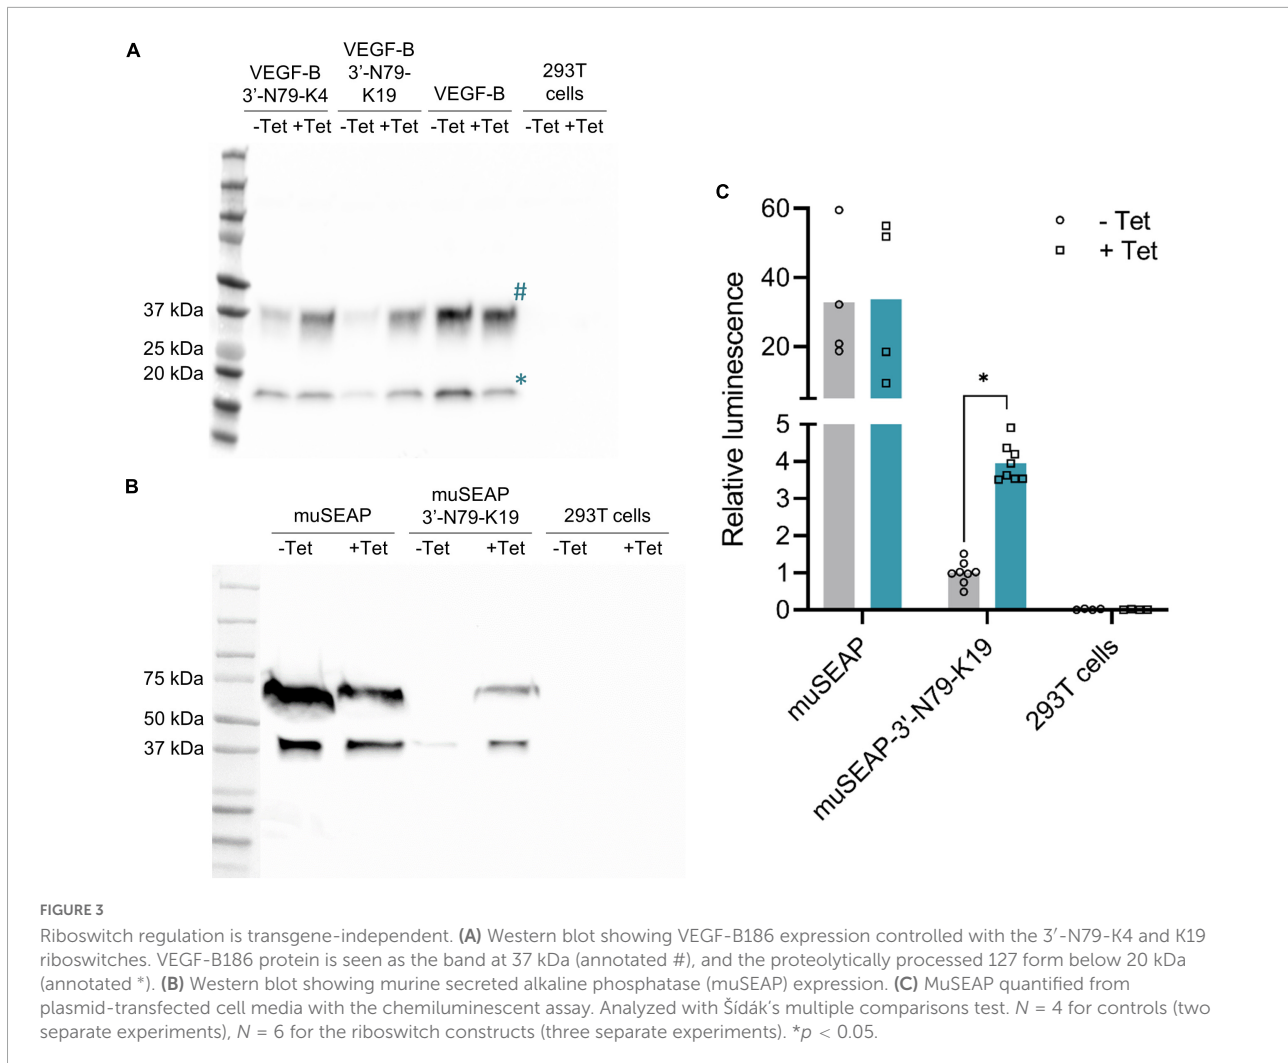 A
VEGF-B
3'-N79-K4
VEGF-B
3'-N79-
K19
VEGF-B
293T
cells
-Tet +Tet -Tet +Tet -Tet +Tet -Tet +Tet
#
37 kDa
25 kDa
20 kDa
*
B
muSEAP
muSEAP
3'-N79-K19
293T cells
-Tet +Tet -Tet +Tet -Tet +Tet
75 kDa
50 kDa
37 kDa
C
Relative luminescence
60
40
20
5
4
3
2
1
0
- Tet
+ Tet
*
muSEAP
muSEAP-3'-N79-K19
293T cells
FIGURE 3
Riboswitch regulation is transgene-independent. (A) Western blot showing VEGF-B186 expression controlled with the 3′-N79-K4 and K19
riboswitches. VEGF-B186 protein is seen as the band at 37 kDa (annotated #), and the proteolytically processed 127 form below 20 kDa
(annotated *). (B) Western blot showing murine secreted alkaline phosphatase (muSEAP) expression. (C) MuSEAP quantified from
plasmid-transfected cell media with the chemiluminescent assay. Analyzed with Šídák's multiple comparisons test. N = 4 for controls (two
separate experiments), N = 6 for the riboswitch constructs (three separate experiments). *p < 0.05.